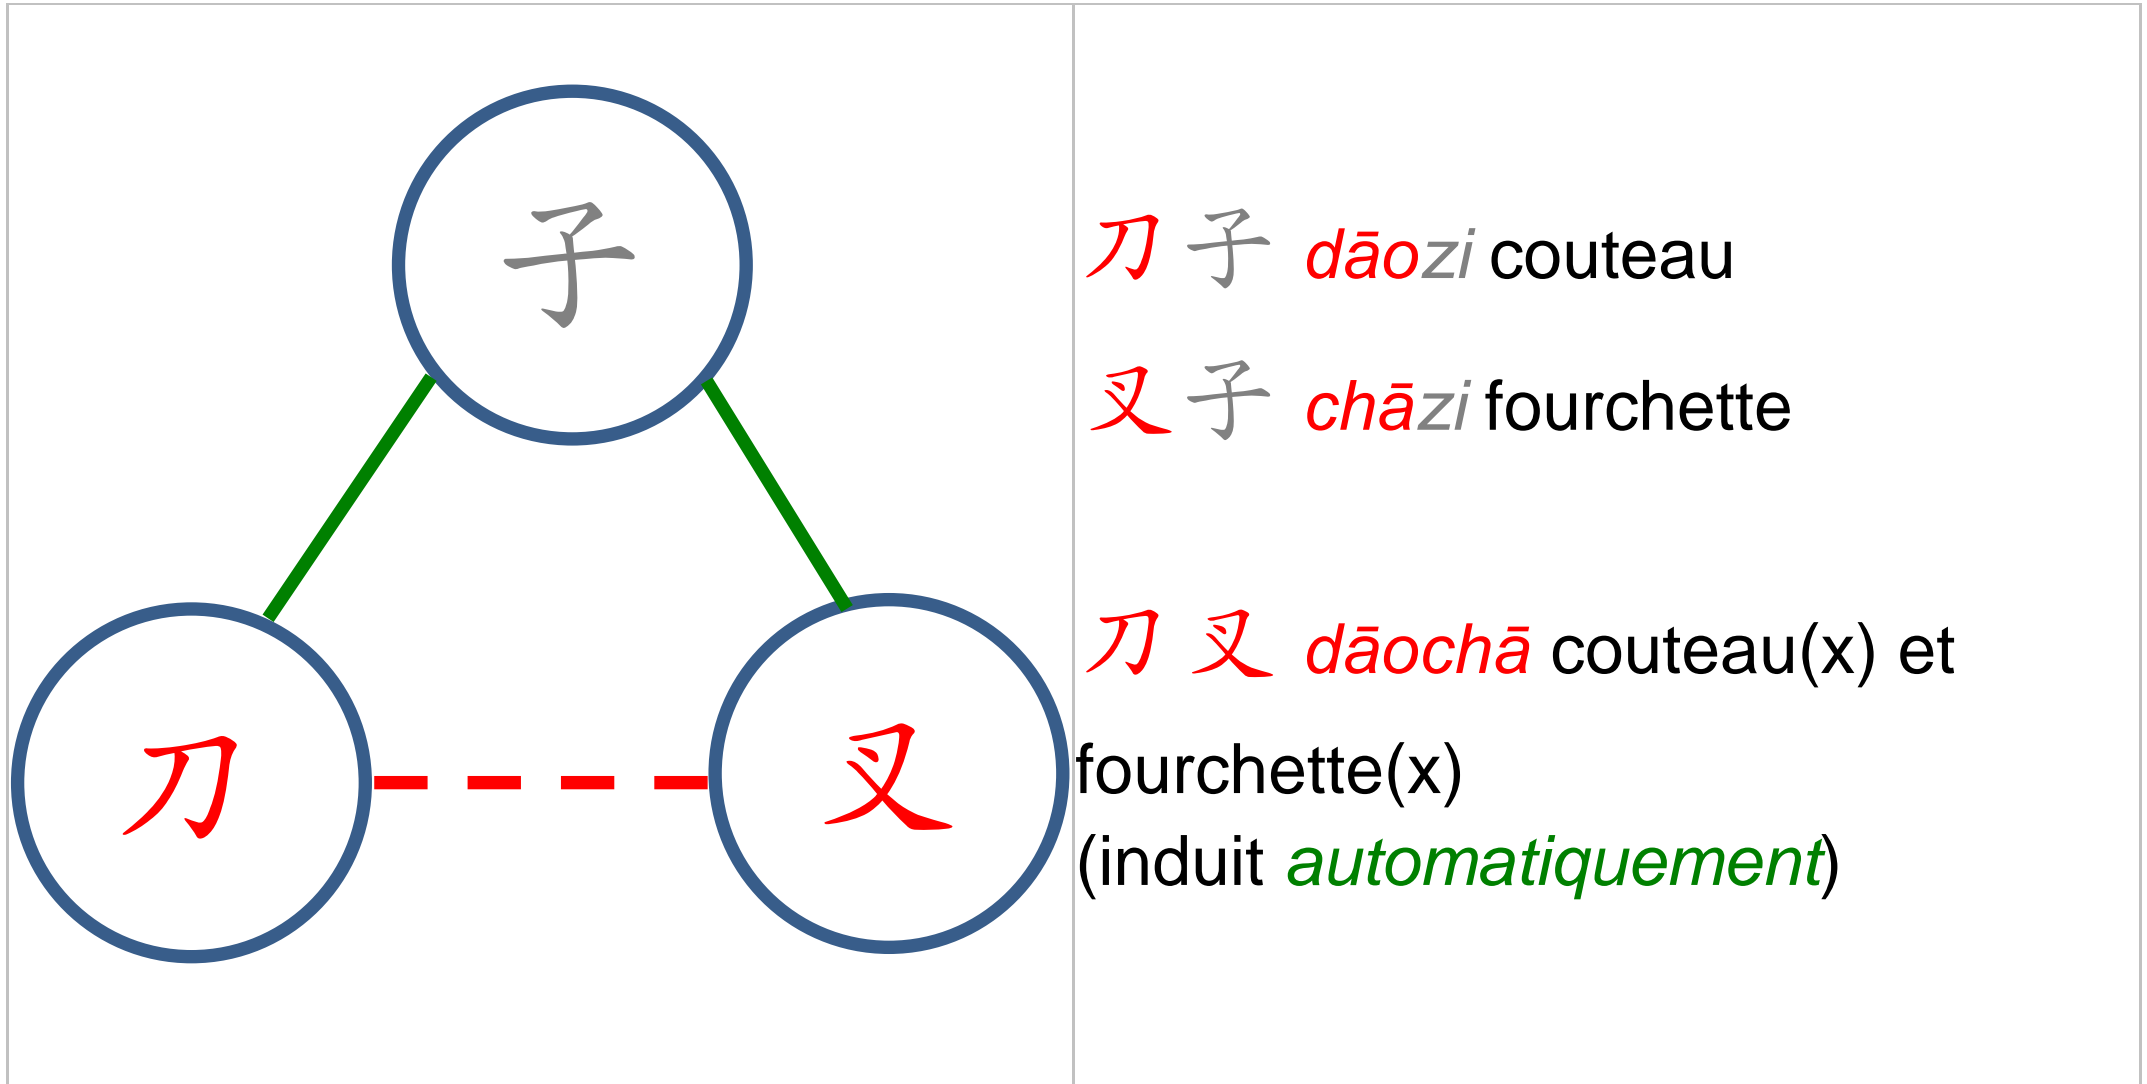 子
刀
叉
刀子 dāozi couteau
叉子 chāzi fourchette
刀叉 dāochā couteau(x) et
fourchette(x)
(induit automatiquement)